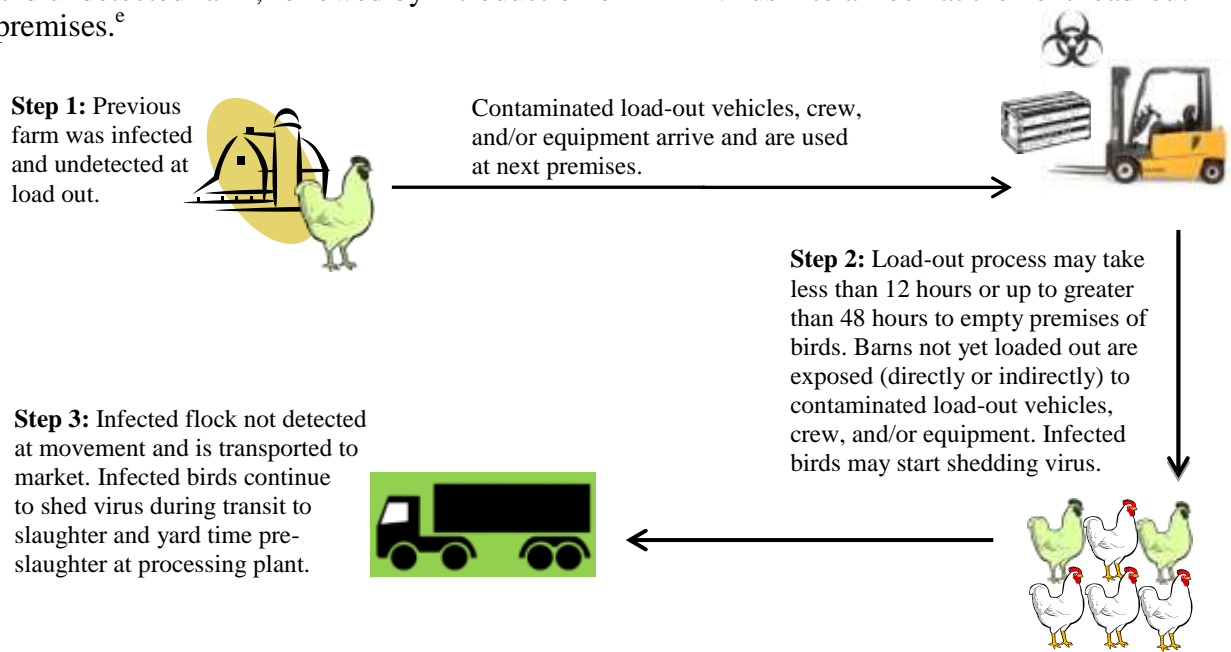 premises.e
Step 1: Previous
farm was infected
and undetected at
load out.
Contaminated load-out vehicles, crew,
and/or equipment arrive and are used
at next premises.
Step 2: Load-out process may take
less than 12 hours or up to greater
than 48 hours to empty premises of
birds. Barns not yet loaded out are
exposed (directly or indirectly) to
contaminated load-out vehicles,
crew, and/or equipment. Infected
birds may start shedding virus.
Step 3: Infected flock not detected
at movement and is transported to
market. Infected birds continue
to shed virus during transit to
slaughter and yard time pre-
slaughter at processing plant.